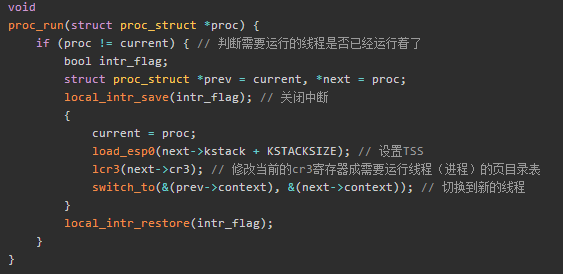 void
proc_run(struct proc_struct *proc) {
    if (proc != current) { // 判断需要运行的线程是否已经运行着了
        bool intr_flag;
        struct proc_struct *prev = current, *next = proc;
        local_intr_save(intr_flag); // 关闭中断
        {
            current = proc;
            load_esp0(next->kstack + KSTACKSIZE); // 设置TSS
            lcr3(next->cr3); // 修改当前的cr3寄存器成需要运行线程（进程）的页目录表
            switch_to(&(prev->context), &(next->context)); // 切换到新的线程
        }
        local_intr_restore(intr_flag);
    }
}